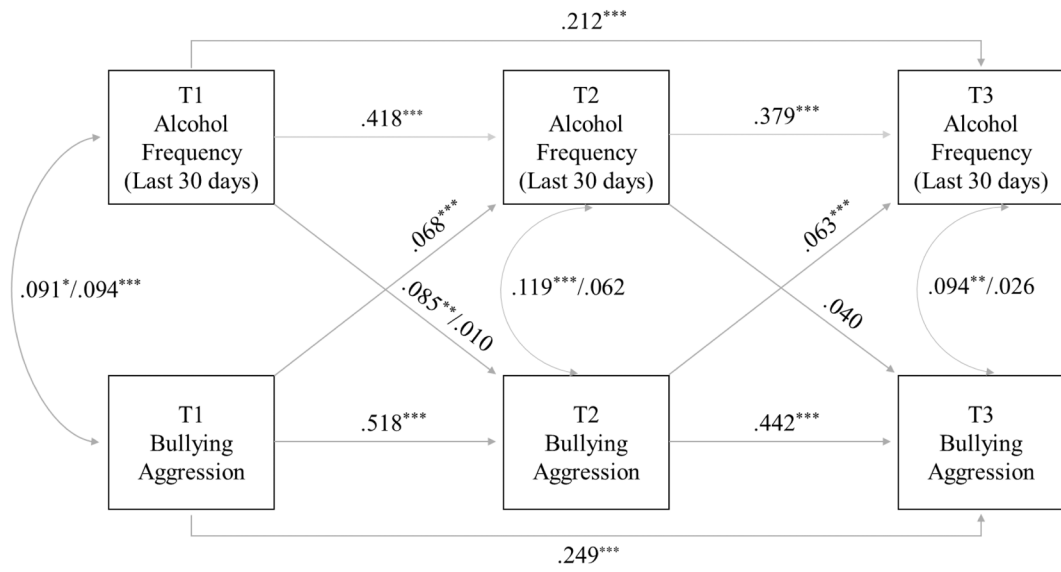 .212***
T1
Alcohol
Frequency
(Last 30 days)
.418***
T2
Alcohol
Frequency
(Last 30 days)
.379***
T3
Alcohol
Frequency
(Last 30 days)
.091*/.094***
.068***
.085**/.010
.119***/.062
.063***
.040
.094**/.026
T1
Bullying
Aggression
.518***
T2
Bullying
Aggression
.442***
T3
Bullying
Aggression
.249***